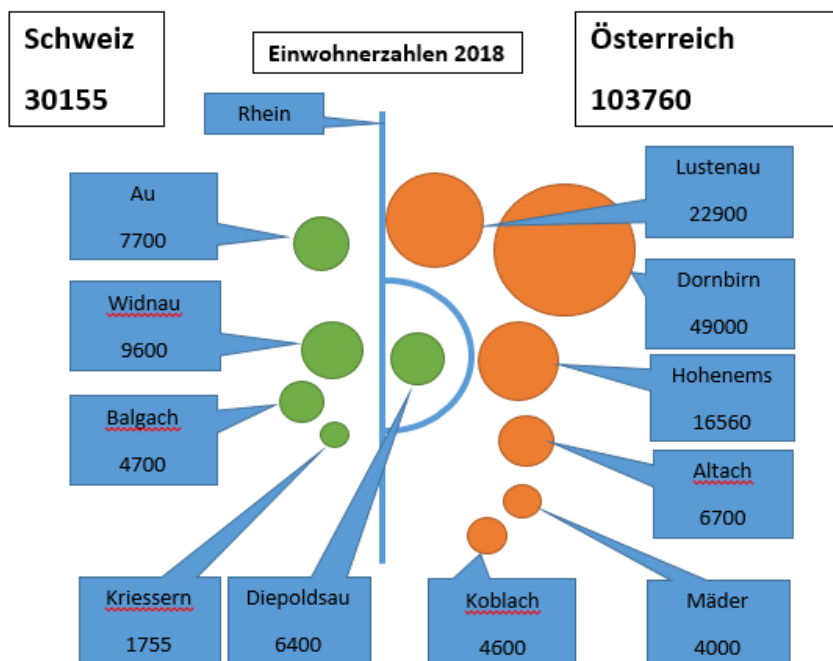 Schweiz
30155
Einwohnerzahlen 2018
Österreich
103760
Rhein
Au
7700
Widnau
9600
Balgach
4700
Kriessern
1755
Diepoldsau
6400
Lustenau
22900
Dornbirn
49000
Hohenems
16560
Altach
6700
Mäder
4000
Koblach
4600